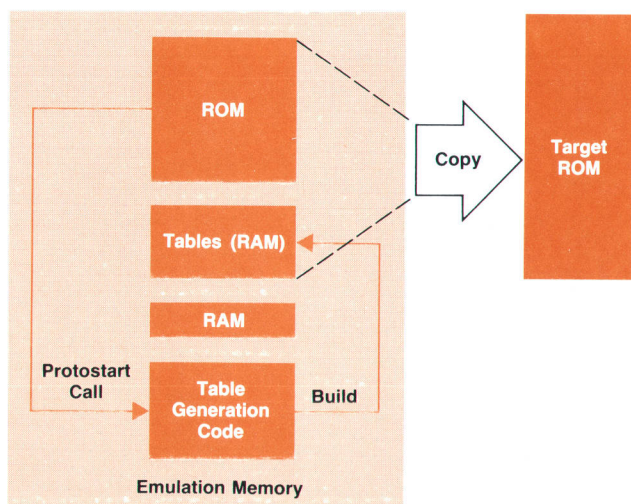 ROM
Copy
Target
ROM
Tables (RAM)
RAM
Protostart
Call
Table
Generation
Code
Build
Emulation Memory